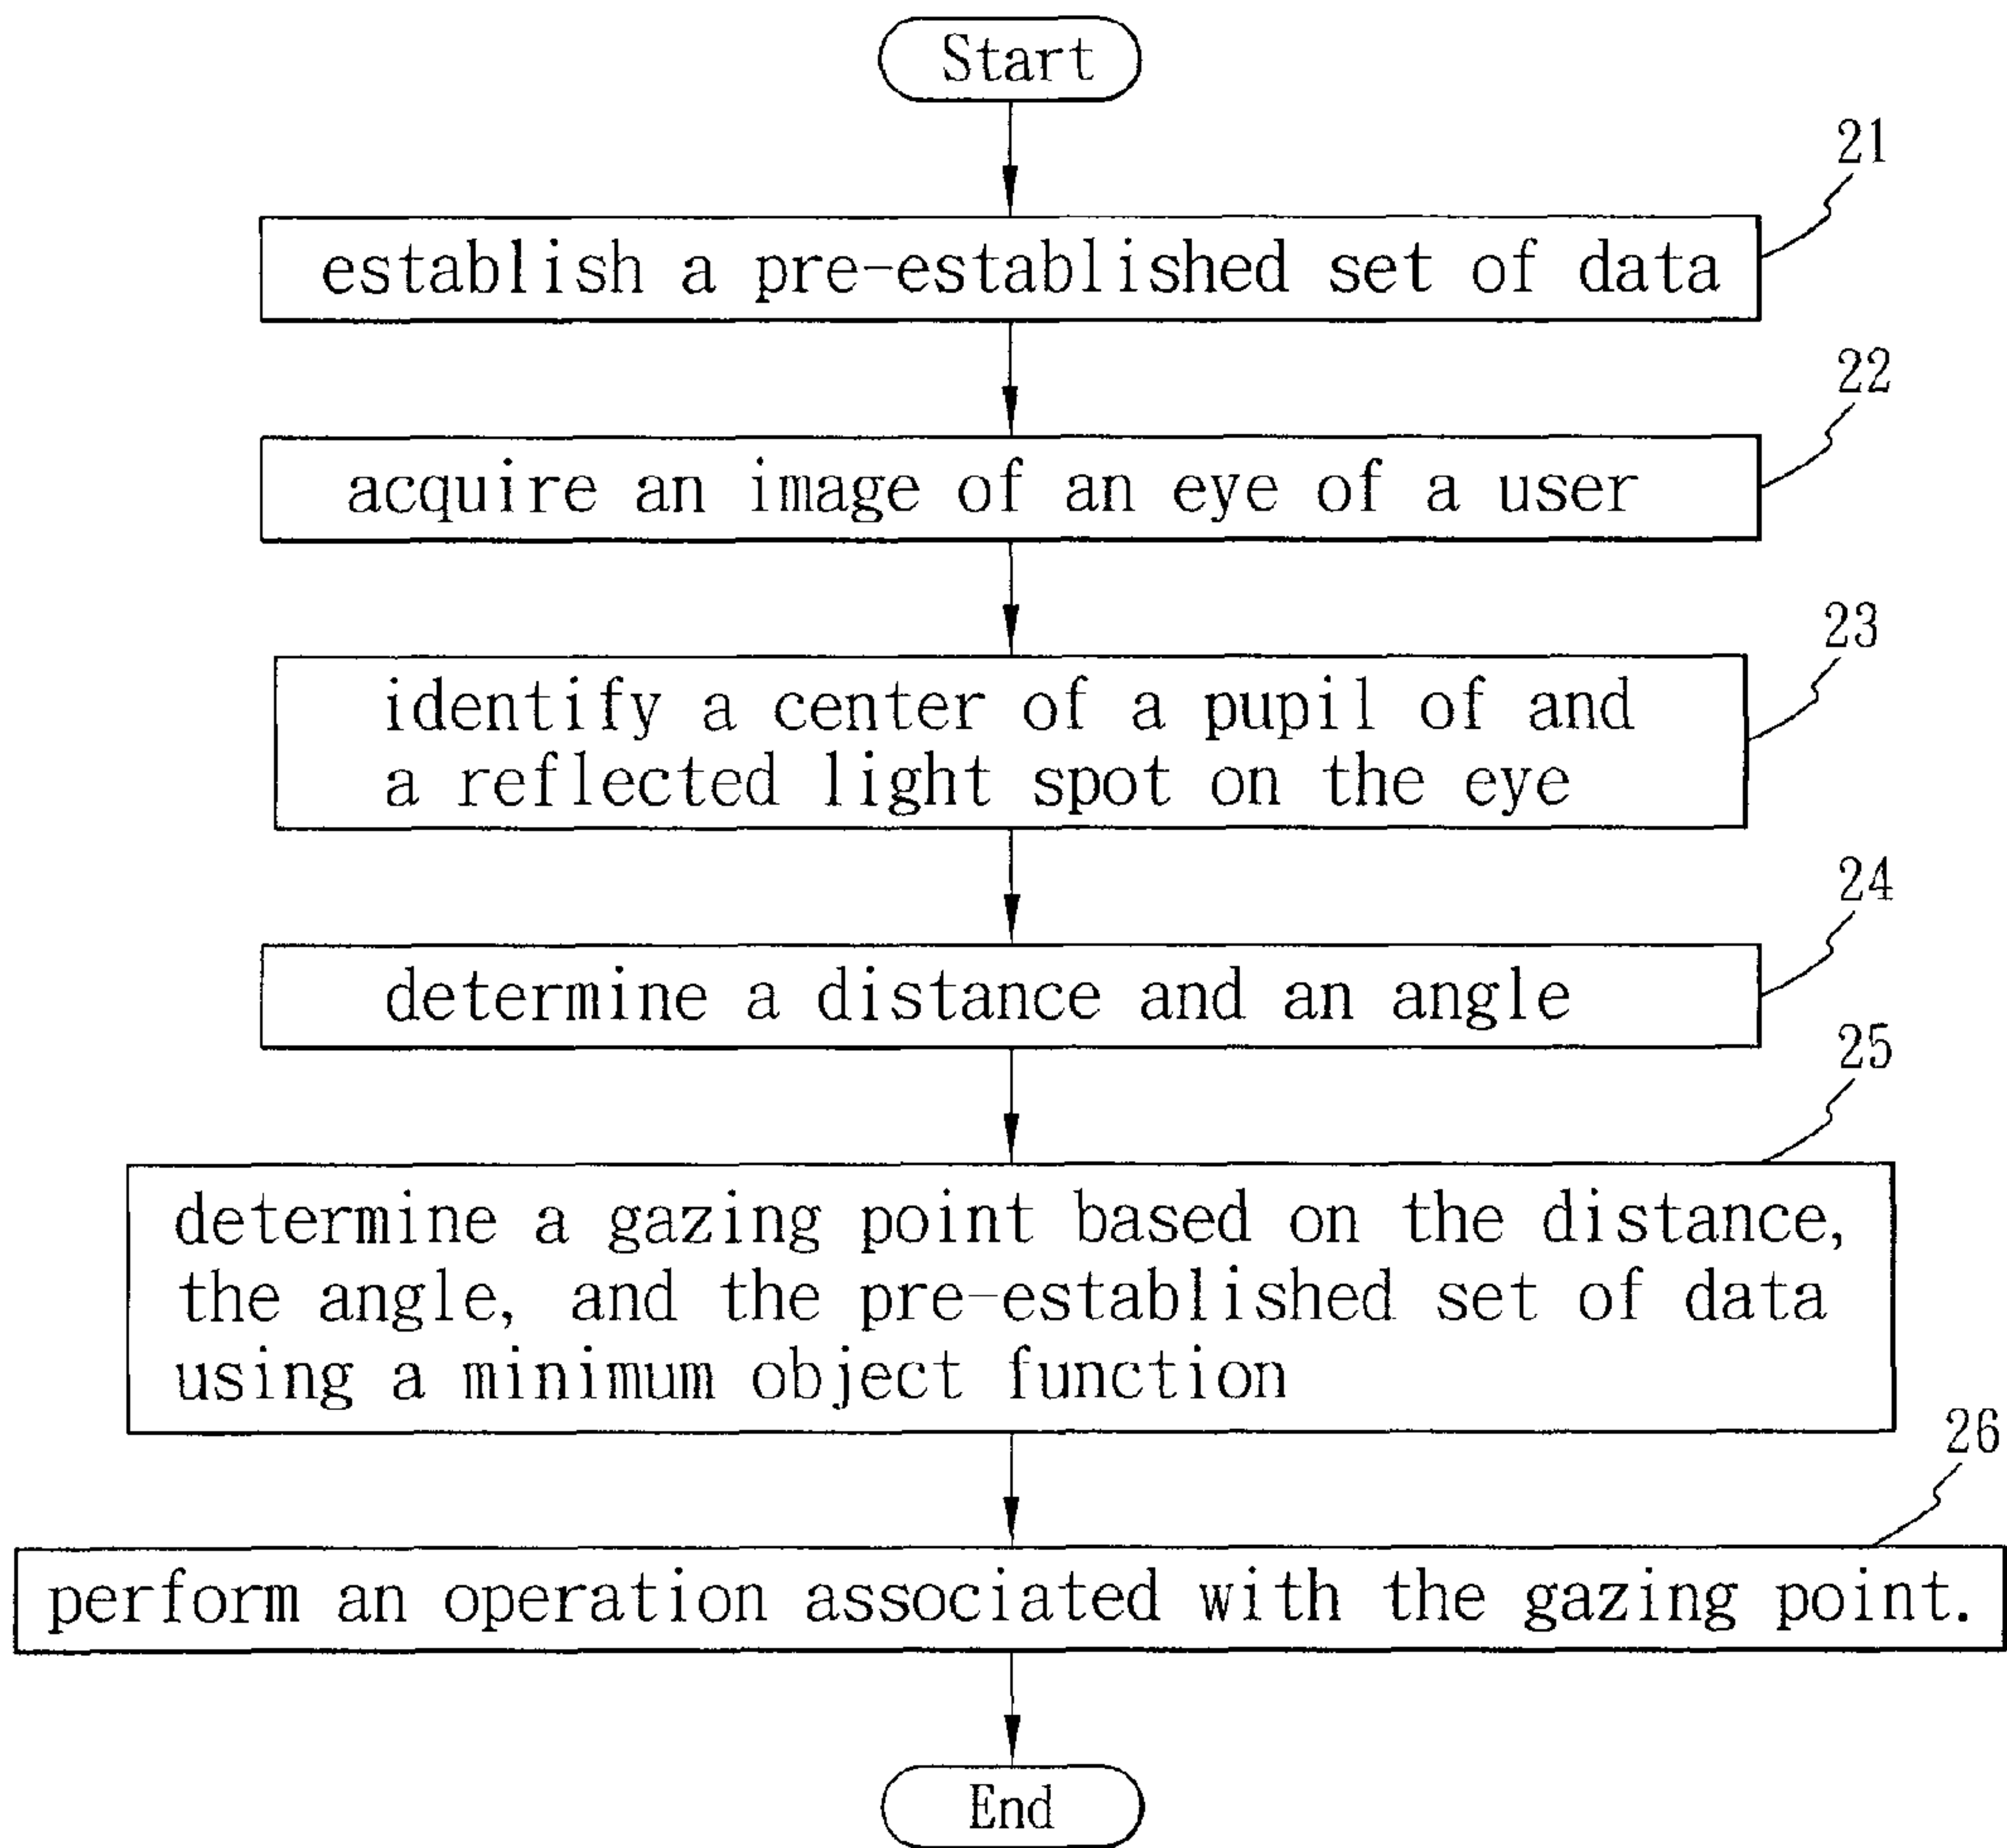 Start
21
establish a pre-established set of data
22
acquire an image of an eye of a user
23
identify a center of a pupil of and
a reflected light spot on the eye
24
determine a distance and an angle
25
determine a gazing point based on the distance,
the angle, and the pre-established set of data
using a minimum object function
26
perform an operation associated with the gazing point.
End